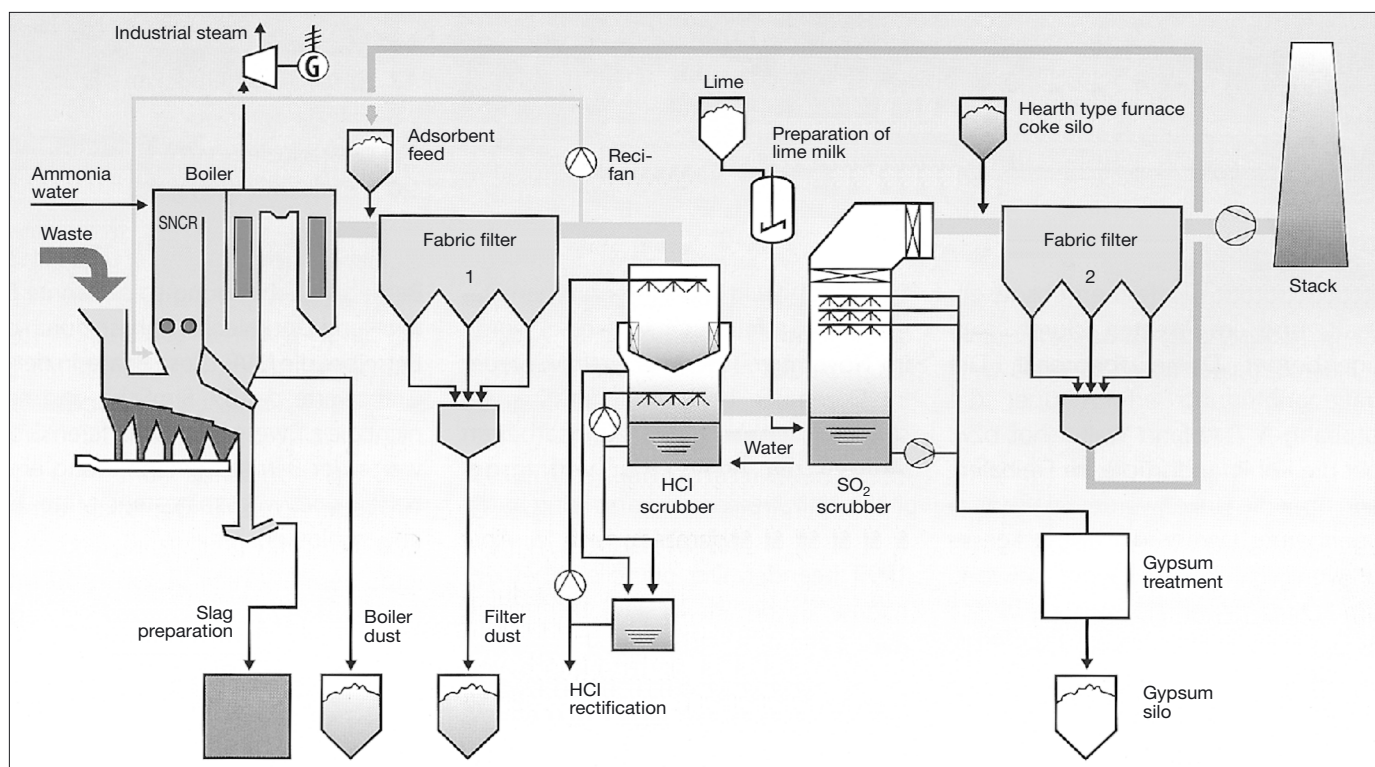 Industrial steam
G
Lime
Hearth type furnace
coke silo
Adsorbent
feed
Preparation of
lime milk
Reci-
fan
Ammonia
water
Boiler
SNCR
Waste
Fabric filter
1
Fabric filter
2
Stack
Water
HCl
scrubber
SO2
scrubber
Gypsum
treatment
Slag
preparation
Boiler
dust
Filter
dust
HCl
rectification
Gypsum
silo